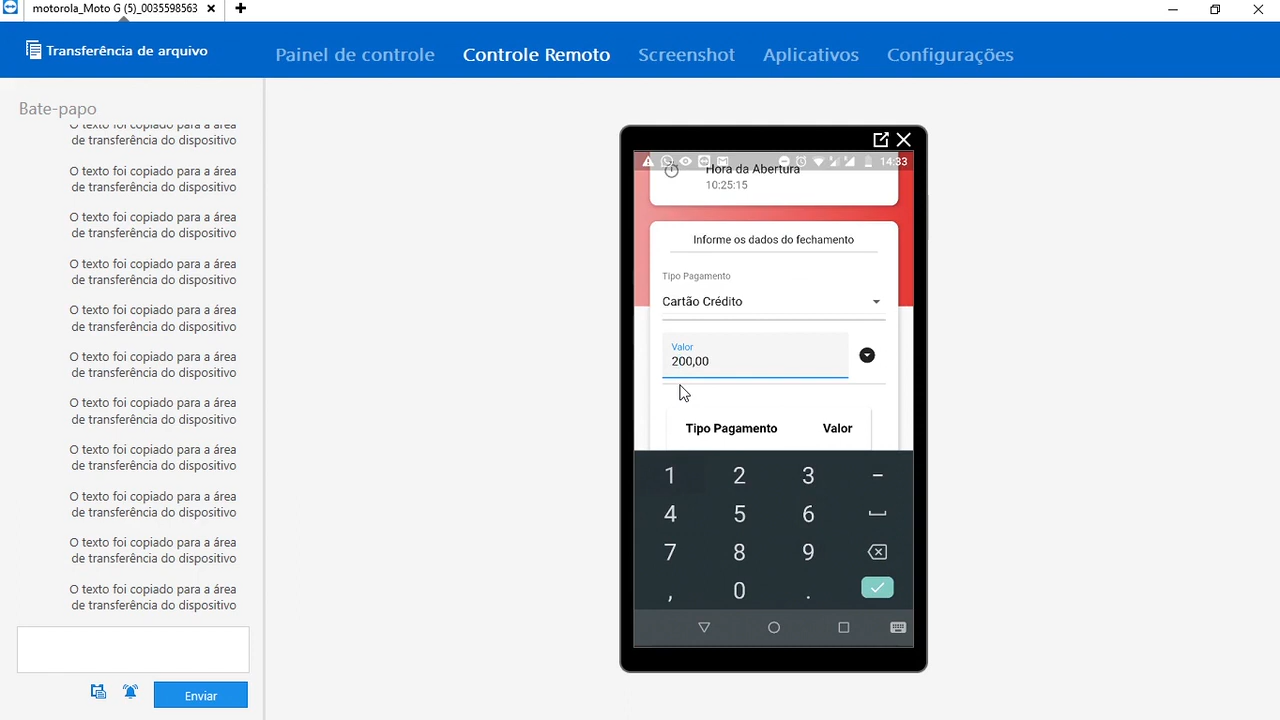 motorola_Moto G (5)_0035598563
Transferência de arquivo
Painel de controle
Controle Remoto
Screenshot
Aplicativos
Configurações
Bate-papo
O texto foi copiado para a área
de transferência do dispositivo
O texto foi copiado para a área
de transferência do dispositivo
O texto foi copiado para a área
de transferência do dispositivo
O texto foi copiado para a área
de transferência do dispositivo
O texto foi copiado para a área
de transferência do dispositivo
O texto foi copiado para a área
de transferência do dispositivo
O texto foi copiado para a área
de transferência do dispositivo
O texto foi copiado para a área
de transferência do dispositivo
O texto foi copiado para a área
de transferência do dispositivo
O texto foi copiado para a área
de transferência do dispositivo
O texto foi copiado para a área
de transferência do dispositivo
Enviar
14:33
Hora da Abertura
10:25:15
Informe os dados do fechamento
Tipo Pagamento
Cartão Crédito
Valor
200,00
Tipo Pagamento Valor
1 2 3 -
4 5 6
7 8 9
, 0 .